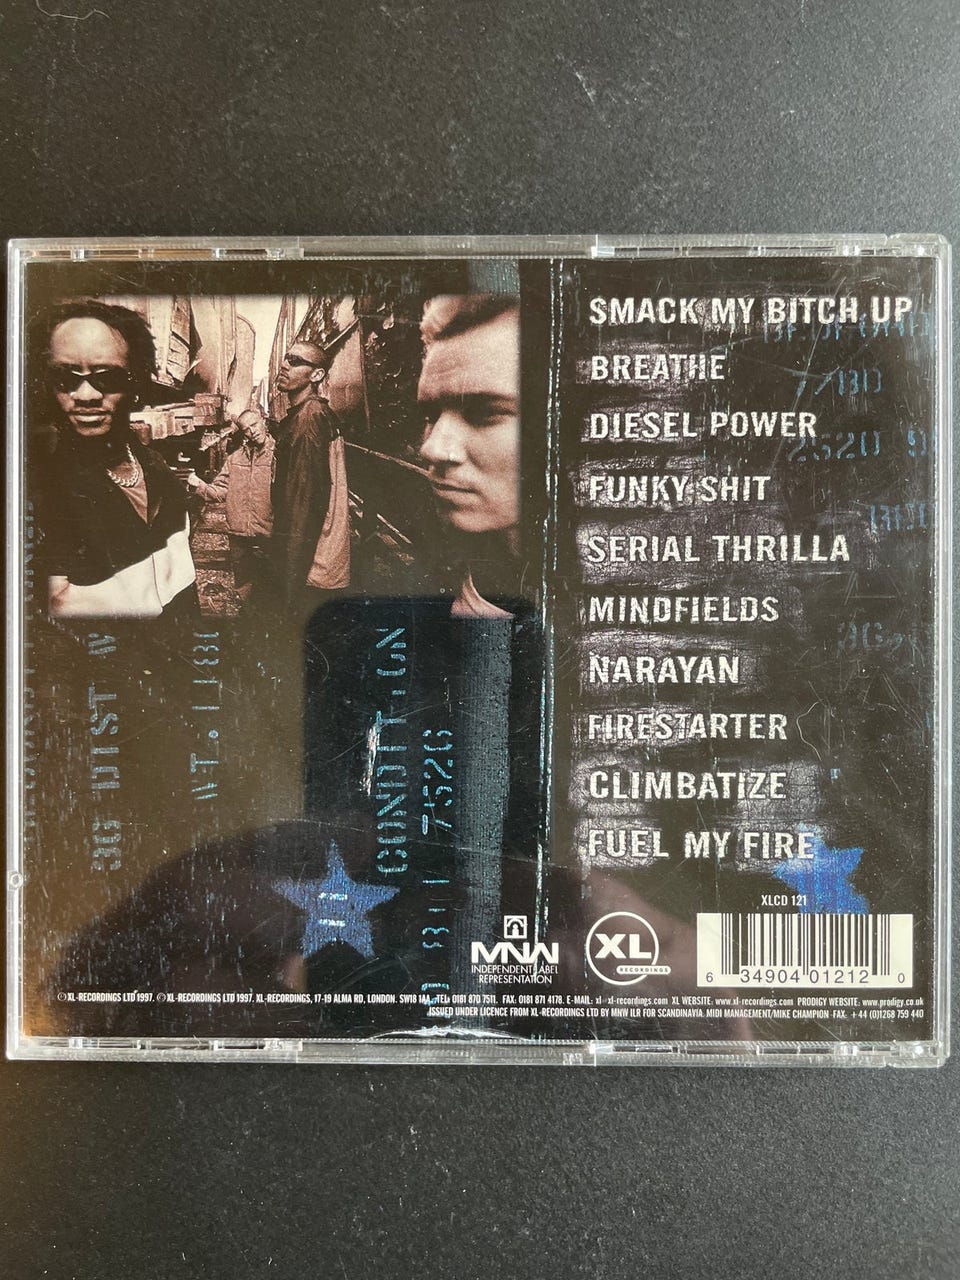 SMACK MY BITCH UP
BREATHE
DIESEL POWER
FUNKY SHIT
SERIAL THRILLA
MINDFIELDS
NARAYAN
FIRESTARTER
CLIMBATIZE
FUEL MY FIRE
7520
XLCD 121
MNW
INDEPENDENT LABEL
REPRESENTATION
XL
RECORDINGS
6 34904 01212 0
℗ XL-RECORDINGS LTD 1997. © XL-RECORDINGS LTD 1997. XL-RECORDINGS, 17-19 ALMA RD, LONDON. SW18 1AA. TEL: 0181 870 7511. FAX: 0181 871 4178. E-MAIL: xl@xl-recordings.com XL WEBSITE: www.xl-recordings.com PRODIGY WEBSITE: www.prodigy.co.uk
ISSUED UNDER LICENCE FROM XL-RECORDINGS LTD BY MNW ILR FOR SCANDINAVIA. MIDI MANAGEMENT/MIKE CHAMPION FAX. +44 (0)1268 759 440